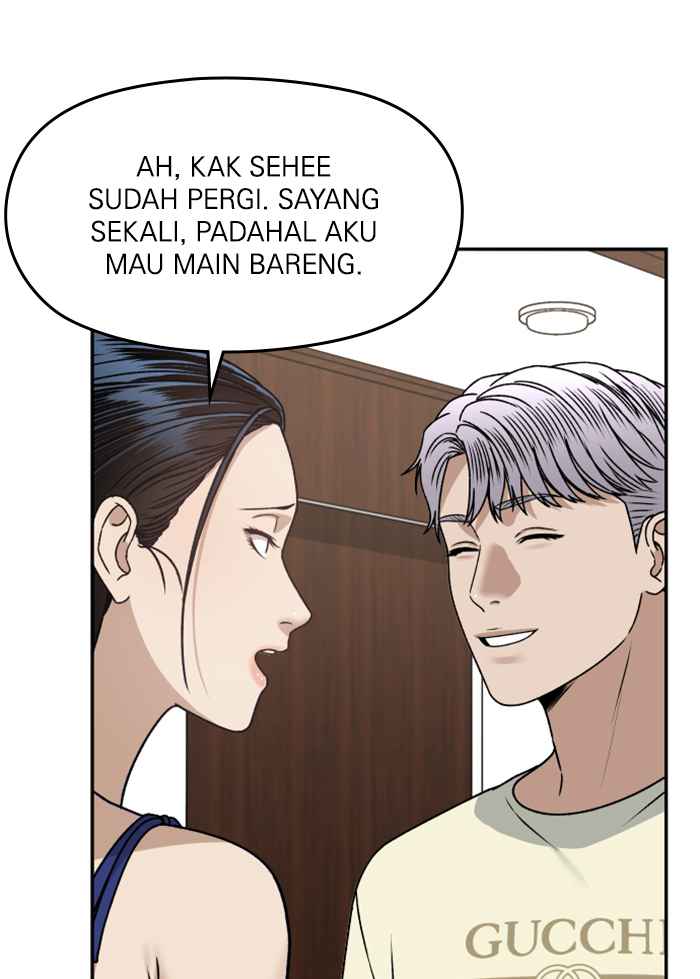 AH, KAK SEHEE
SUDAH PERGI. SAYANG
SEKALI, PADAHAL AKU
MAU MAIN BARENG.
GUCCHI